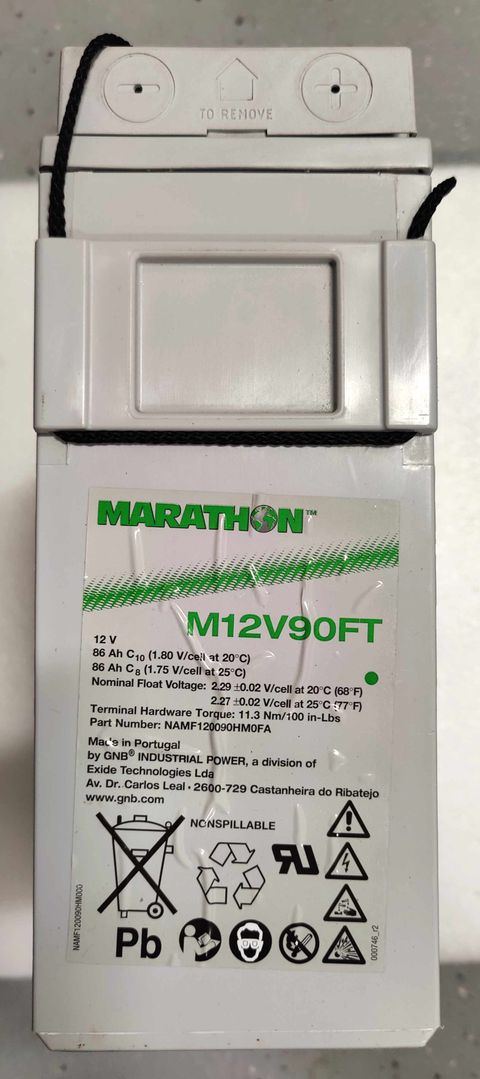 TO REMOVE
MARATHON™
M12V90FT
12 V
86 Ah C10 (1.80 V/cell at 20°C)
86 Ah C8 (1.75 V/cell at 25°C)
Nominal Float Voltage: 2.29 ±0.02 V/cell at 20°C (68°F)
2.27 ±0.02 V/cell at 25°C (77°F)
Terminal Hardware Torque: 11.3 Nm/100 in-Lbs
Part Number: NAMF120090HM0FA
Made in Portugal
by GNB® INDUSTRIAL POWER, a division of
Exide Technologies Lda
Av. Dr. Carlos Leal • 2600-729 Castanheira do Ribatejo
www.gnb.com
NONSPILLABLE
Pb
NAMF120090HM000
000746_r2